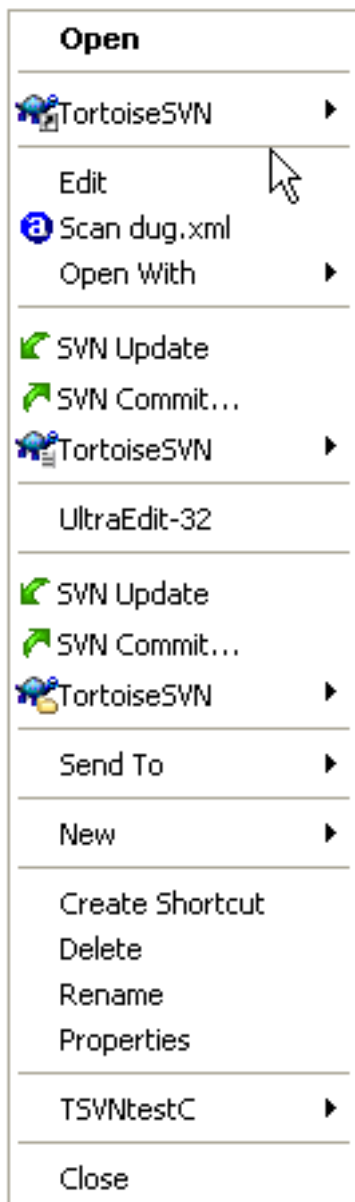 Open
TortoiseSVN
Edit
Scan dug.xml
Open With
SVN Update
SVN Commit...
TortoiseSVN
UltraEdit-32
SVN Update
SVN Commit...
TortoiseSVN
Send To
New
Create Shortcut
Delete
Rename
Properties
TSVNtestC
Close